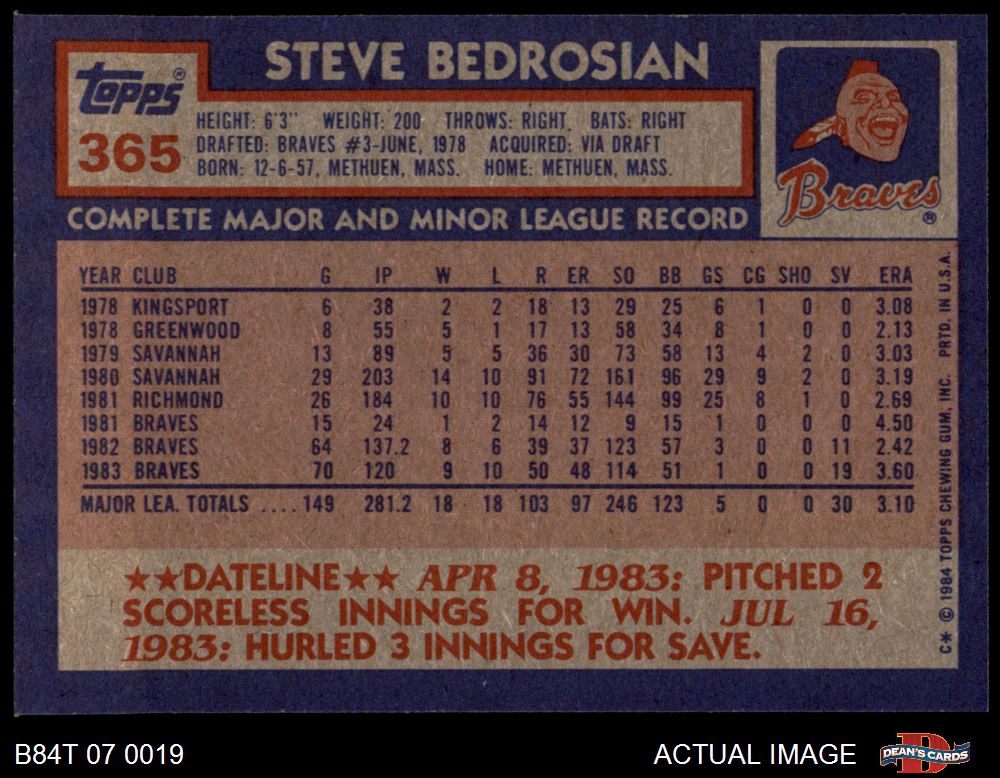 STEVE BEDROSIAN
Topps®
365
HEIGHT: 6'3" WEIGHT: 200 THROWS: RIGHT BATS: RIGHT
DRAFTED: BRAVES #3-JUNE, 1978 ACQUIRED: VIA DRAFT
BORN: 12-6-57, METHUEN, MASS. HOME: METHUEN, MASS.
Braves®
COMPLETE MAJOR AND MINOR LEAGUE RECORD
YEAR CLUB G IP W L R ER SO BB GS CG SHO SV ERA
1978 KINGSPORT 6 38 2 2 18 13 29 25 6 1 0 0 3.08
1978 GREENWOOD 8 55 5 1 17 13 58 34 8 1 0 0 2.13
1979 SAVANNAH 13 89 5 5 36 30 73 58 13 4 2 0 3.03
1980 SAVANNAH 29 203 14 10 91 72 161 96 29 9 2 0 3.19
1981 RICHMOND 26 184 10 10 76 55 144 99 25 8 1 0 2.69
1981 BRAVES 15 24 1 2 14 12 9 15 1 0 0 0 4.50
1982 BRAVES 64 137.2 8 6 39 37 123 57 3 0 0 11 2.42
1983 BRAVES 70 120 9 10 50 48 114 51 1 0 0 19 3.60
MAJOR LEA. TOTALS .... 149 281.2 18 18 103 97 246 123 5 0 0 30 3.10
★★DATELINE★★ APR 8, 1983: PITCHED 2
SCORELESS INNINGS FOR WIN. JUL 16,
1983: HURLED 3 INNINGS FOR SAVE.
C* © 1984 TOPPS CHEWING GUM, INC. PRTD. IN U.S.A.
B84T 07 0019
ACTUAL IMAGE
D
DEAN'S CARDS